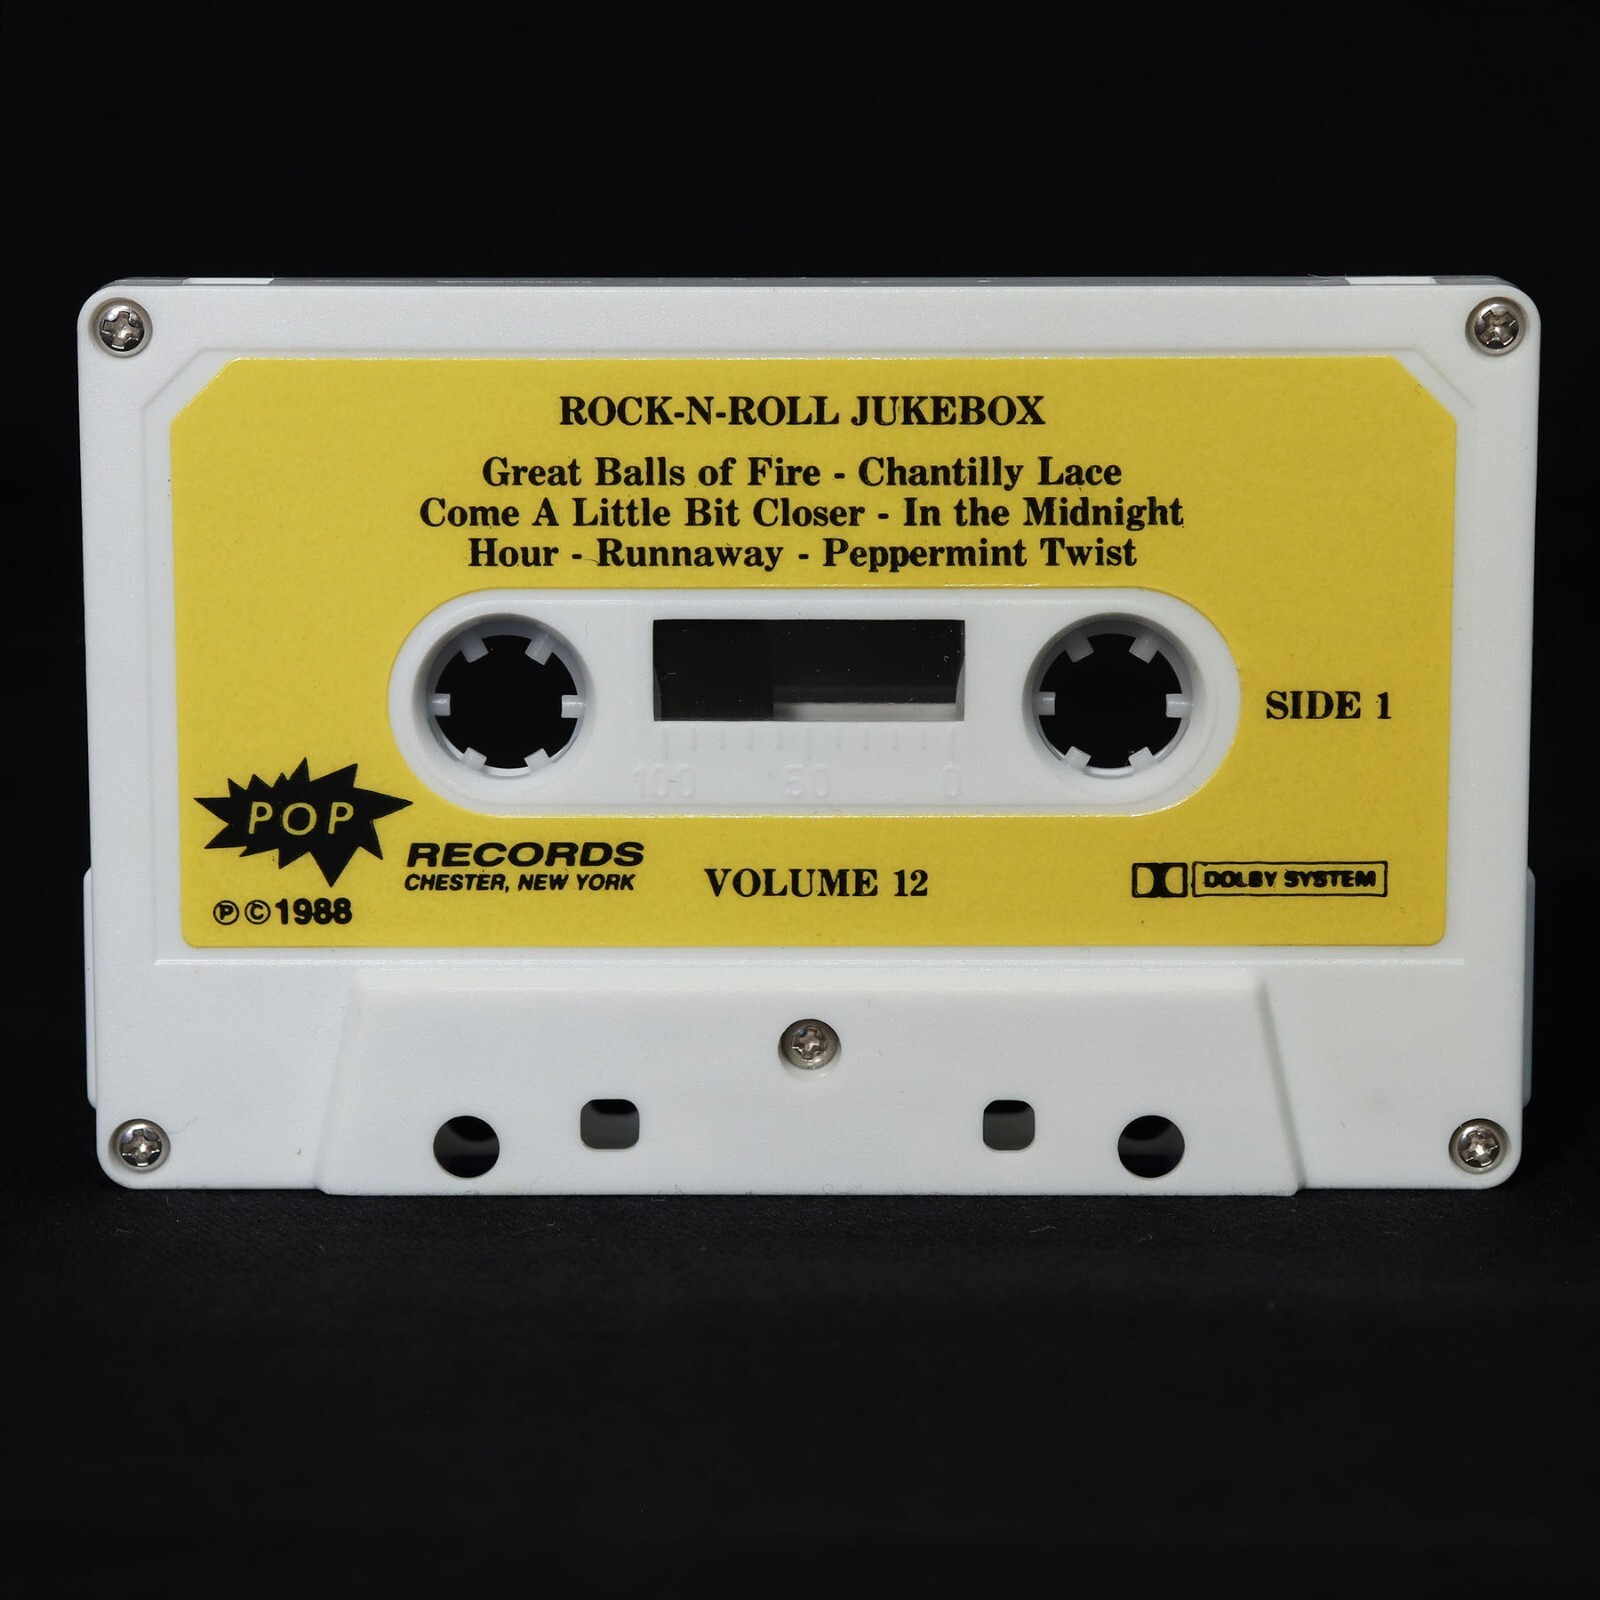 ROCK-N-ROLL JUKEBOX
Great Balls of Fire - Chantilly Lace
Come A Little Bit Closer - In the Midnight
Hour - Runnaway - Peppermint Twist
SIDE 1
100 50 0
POP
RECORDS
CHESTER, NEW YORK
℗©1988
VOLUME 12
DOLBY SYSTEM